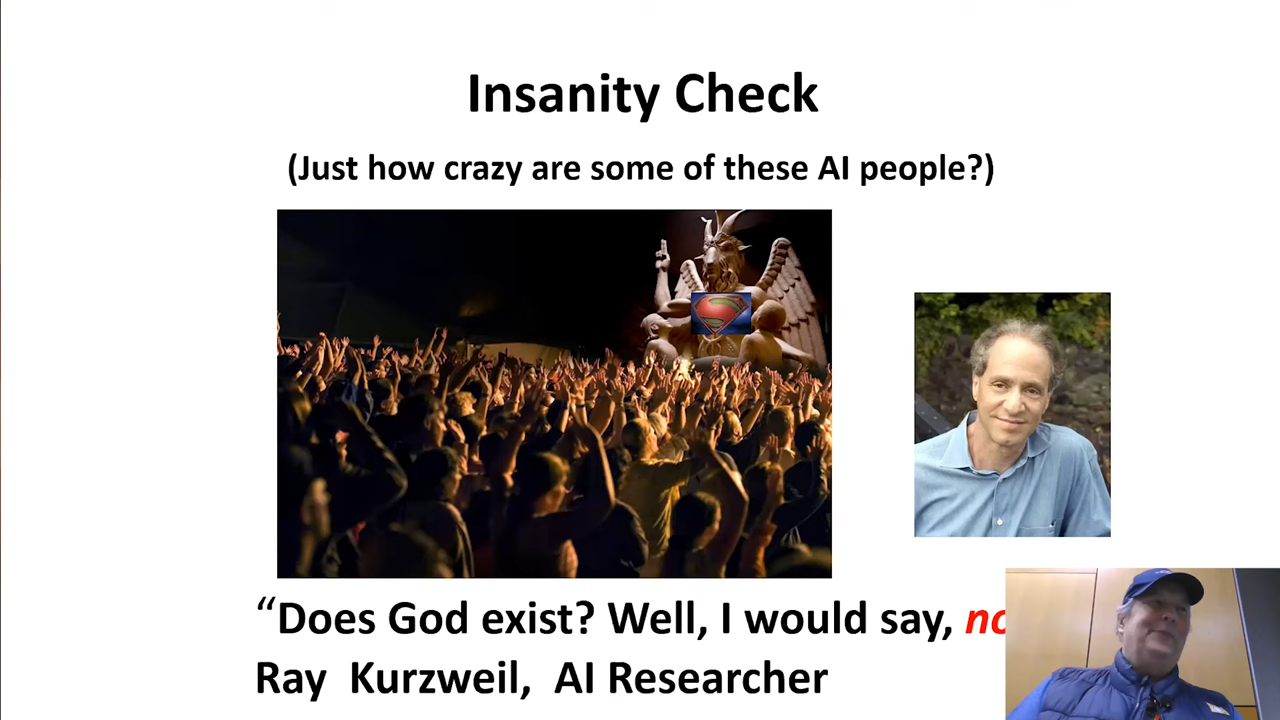 Insanity Check
(Just how crazy are some of these AI people?)
“Does God exist? Well, I would say,
Ray Kurzweil, AI Researcher